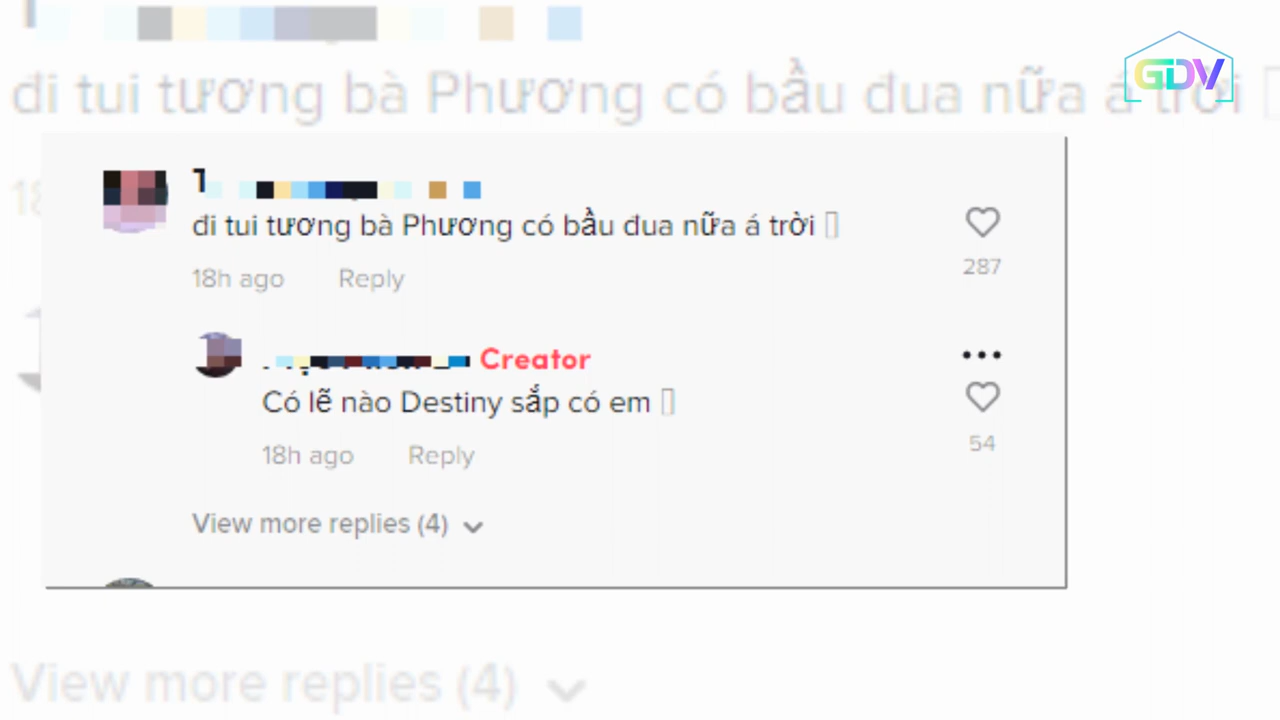 GDV
đi tui tương bà Phương có bầu đua nữa á trời
đi tui tương bà Phương có bầu đua nữa á trời
287
18h ago Reply
Creator
Có lẽ nào Destiny sắp có em
54
18h ago Reply
View more replies (4)
View more replies (4)